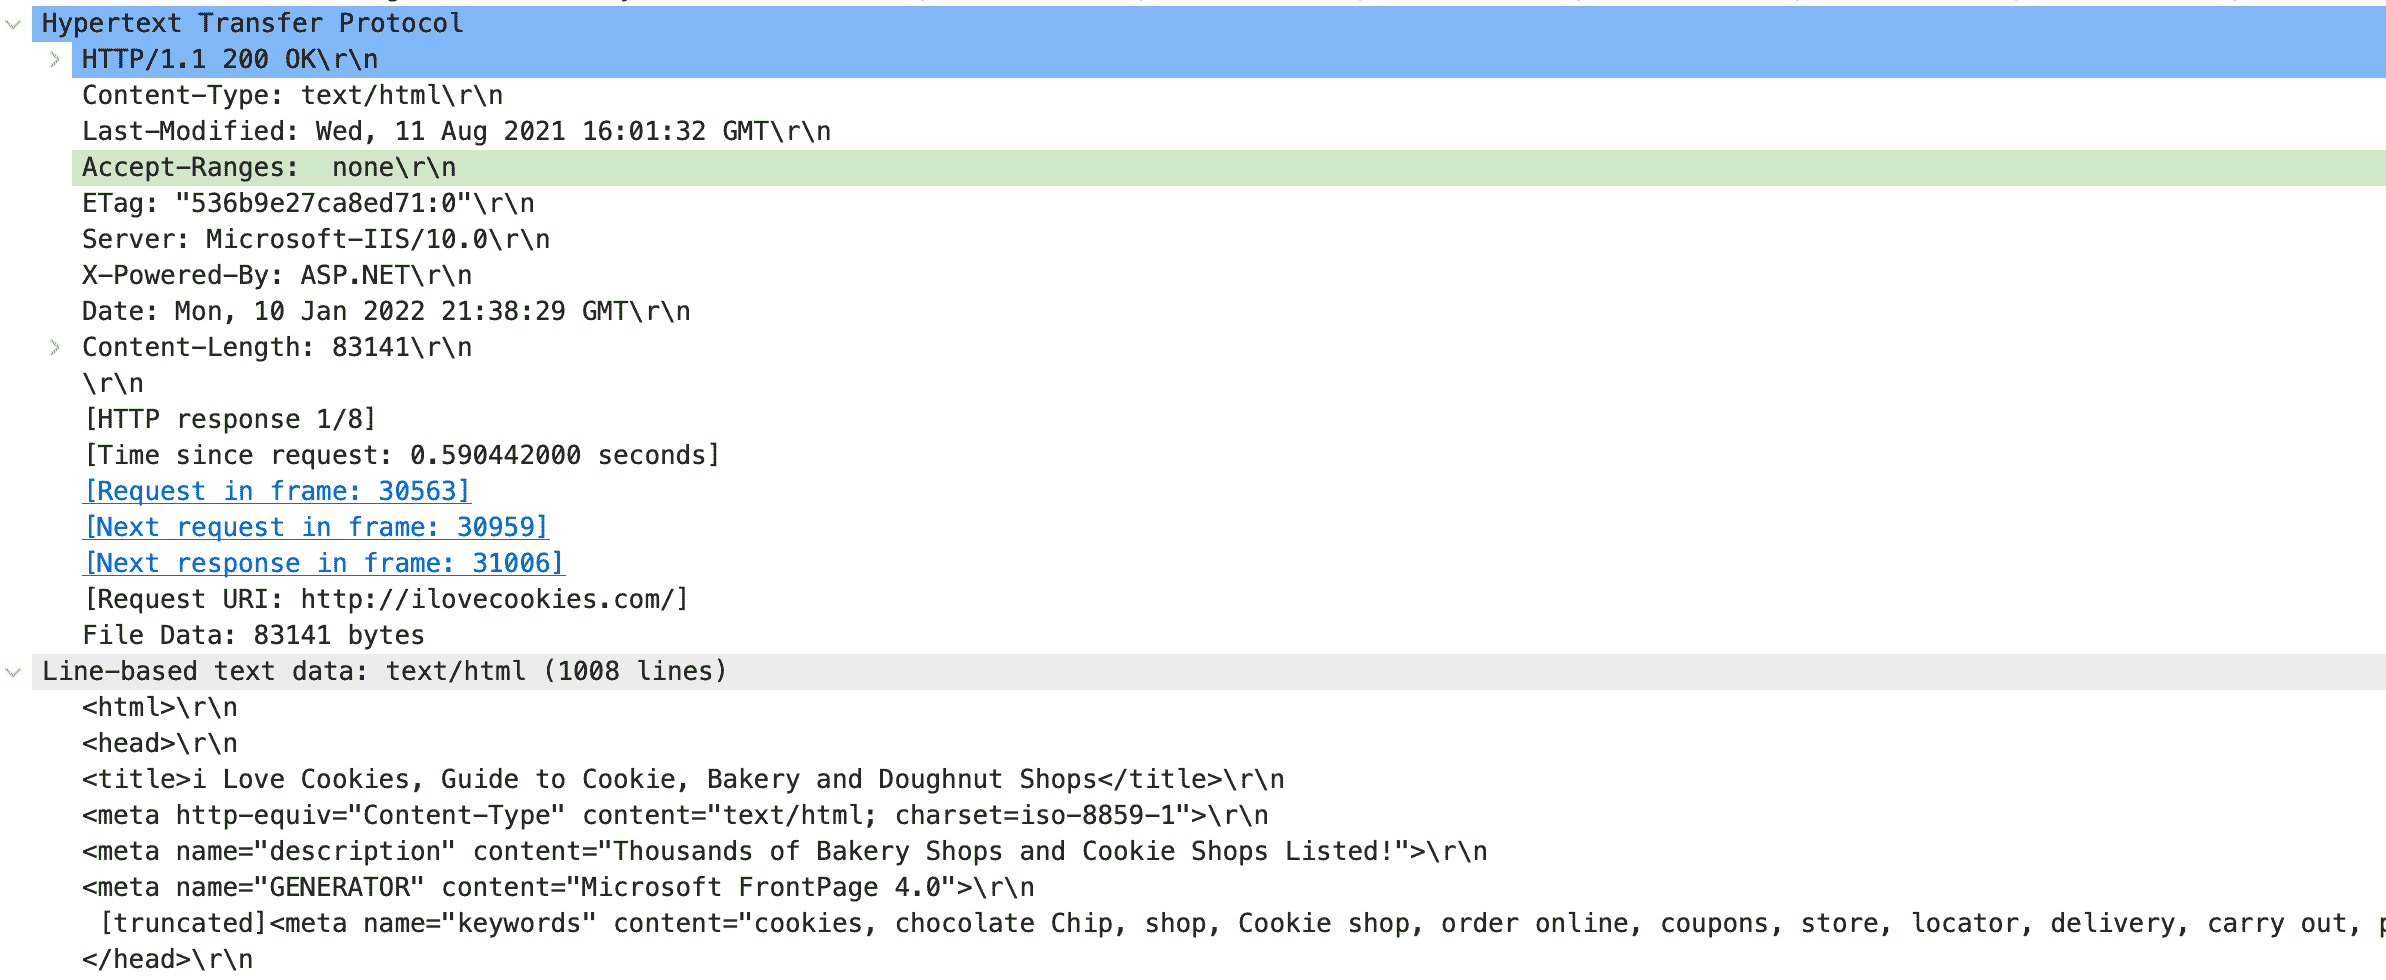 Hypertext Transfer Protocol
HTTP/1.1 200 OK\r\n
Content-Type: text/html\r\n
Last-Modified: Wed, 11 Aug 2021 16:01:32 GMT\r\n
Accept-Ranges:  none\r\n
ETag: "536b9e27ca8ed71:0"\r\n
Server: Microsoft-IIS/10.0\r\n
X-Powered-By: ASP.NET\r\n
Date: Mon, 10 Jan 2022 21:38:29 GMT\r\n
Content-Length: 83141\r\n
\r\n
[HTTP response 1/8]
[Time since request: 0.590442000 seconds]
[Request in frame: 30563]
[Next request in frame: 30959]
[Next response in frame: 31006]
[Request URI: http://ilovecookies.com/]
File Data: 83141 bytes
Line-based text data: text/html (1008 lines)
<html>\r\n
<head>\r\n
<title>i Love Cookies, Guide to Cookie, Bakery and Doughnut Shops</title>\r\n
<meta http-equiv="Content-Type" content="text/html; charset=iso-8859-1">\r\n
<meta name="description" content="Thousands of Bakery Shops and Cookie Shops Listed!">\r\n
<meta name="GENERATOR" content="Microsoft FrontPage 4.0">\r\n
[truncated]<meta name="keywords" content="cookies, chocolate Chip, shop, Cookie shop, order online, coupons, store, locator, delivery, carry out,
</head>\r\n